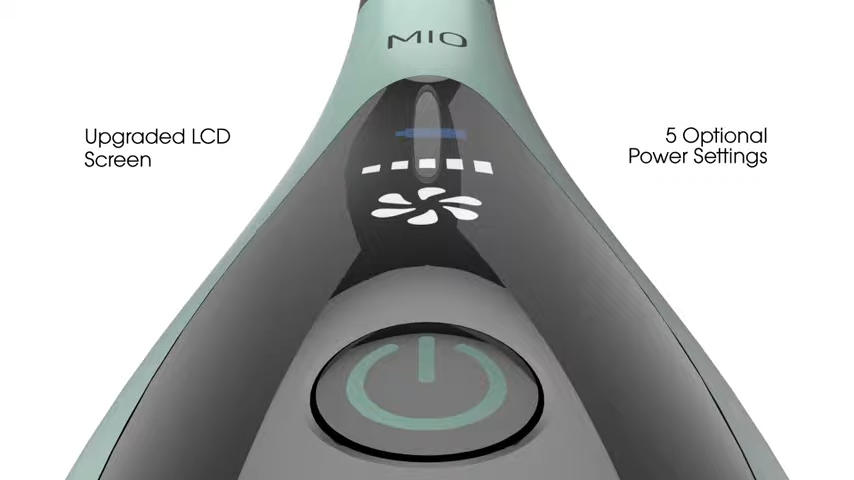 MIO
Upgraded LCD
Screen
5 Optional
Power Settings